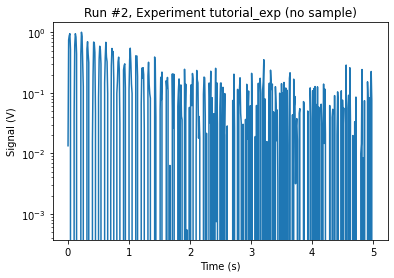 Run #2, Experiment tutorial_exp (no sample)
Signal (V)
10⁰
10⁻¹
10⁻²
10⁻³
0 1 2 3 4 5
Time (s)